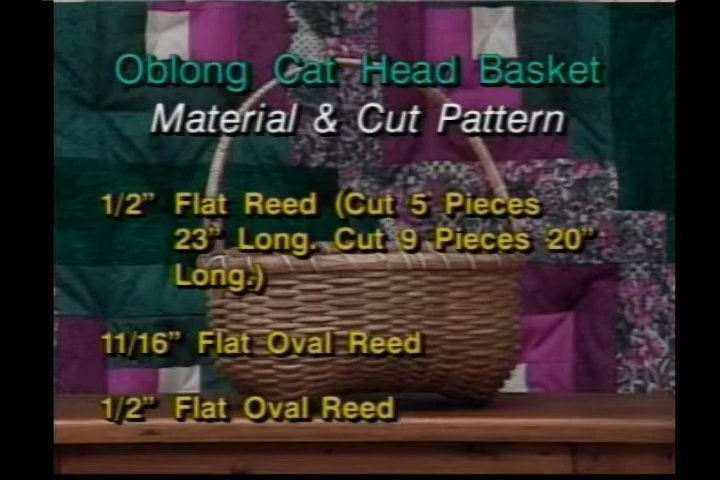 Oblong Cat Head Basket
Material & Cut Pattern
1/2” Flat Reed (Cut 5 Pieces
23” Long. Cut 9 Pieces 20”
Long.)
11/16” Flat Oval Reed
1/2” Flat Oval Reed